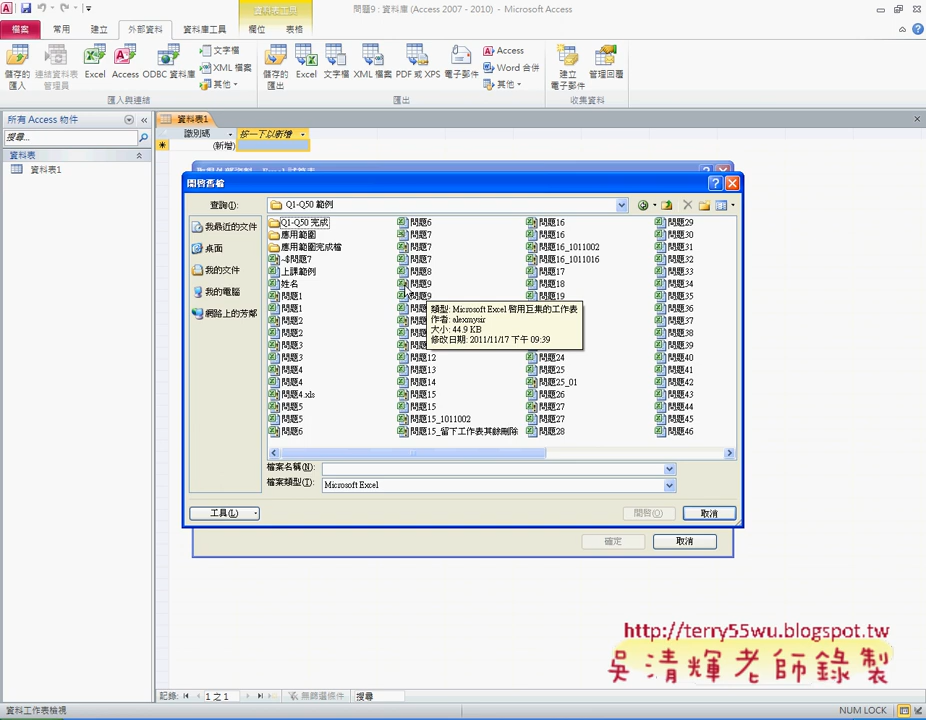 問題9 : 資料庫 (Access 2007 - 2010) - Microsoft Access
資料表工具
檔案 常用 建立 外部資料 資料庫工具 欄位 表格
儲存的匯入 連結資料表管理員 Excel Access ODBC 資料庫 文字檔 XML 檔案 其他
匯入與連結
儲存的匯出 Excel 文字檔 XML 檔案 PDF 或 XPS 電子郵件 Access Word 合併 其他
匯出
建立電子郵件 管理回覆
收集資料
所有 Access 物件
搜尋...
資料表
資料表1
資料表1
識別碼 按一下以新增
(新增)
開啟舊檔
查詢(I): Q1-Q50 範例
我最近的文件
桌面
我的文件
我的電腦
網路上的芳鄰
Q1-Q50 完成
應用範圍
應用範圍完成檔
~$問題7
上課範例
姓名
問題1
問題1
問題2
問題2
問題3
問題3
問題4
問題4
問題4.xls
問題5
問題5
問題6
問題6
問題7
問題7
問題7
問題8
問題9
問題9
問題12
問題13
問題14
問題15
問題15
問題15_1011002
問題15_留下工作表其餘刪除
問題16
問題16
問題16_1011002
問題16_1011016
問題17
問題18
問題19
問題24
問題25
問題25_01
問題26
問題27
問題27
問題28
問題29
問題30
問題31
問題32
問題33
問題34
問題35
問題36
問題37
問題38
問題39
問題40
問題41
問題42
問題43
問題44
問題45
問題46
類型: Microsoft Excel 啟用巨集的工作表
作者: alexmysir
大小: 44.9 KB
修改日期: 2011/11/17 下午 09:39
檔案名稱(N):
檔案類型(T): Microsoft Excel
工具(L) 開啟(O) 取消
確定 取消
http://terry55wu.blogspot.tw
吳清輝老師錄製
記錄: 1 之 1 無篩選條件 搜尋
資料工作表檢視 NUM LOCK